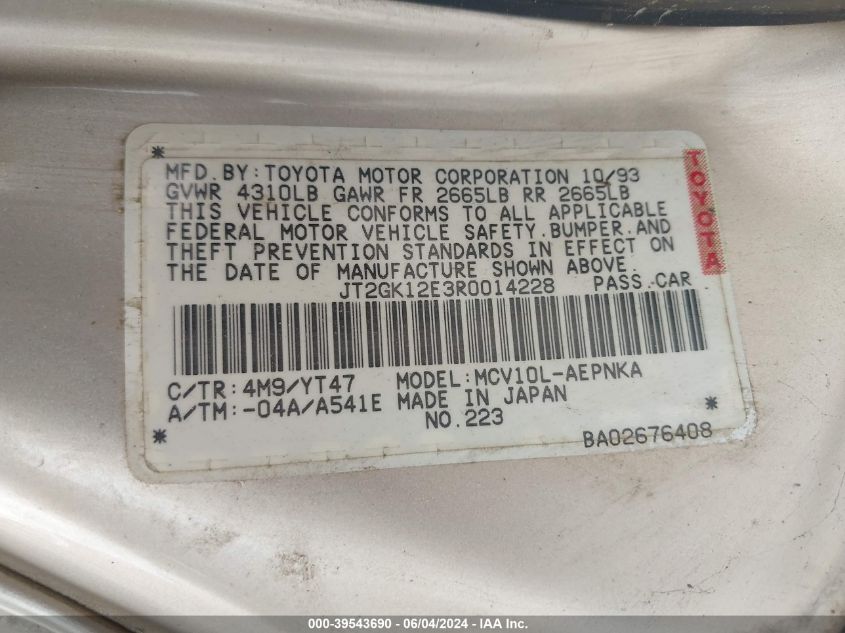 MFD.BY:TOYOTA MOTOR CORPORATION 10/93
GVWR 4310LB GAWR FR 2665LB RR 2665LB
THIS VEHICLE CONFORMS TO ALL APPLICABLE
FEDERAL MOTOR VEHICLE SAFETY.BUMPER.AND
THEFT PREVENTION STANDARDS IN EFFECT ON
THE DATE OF MANUFACTURE SHOWN ABOVE.
JT2GK12E3R0014228 PASS.CAR
C/TR:4M9/YT47 MODEL:MCV10L-AEPNKA
A/TM:-04A/A541E MADE IN JAPAN
NO.223
BA02676408
TOYOTA
000-39543690 - 06/04/2024 - IAA Inc.